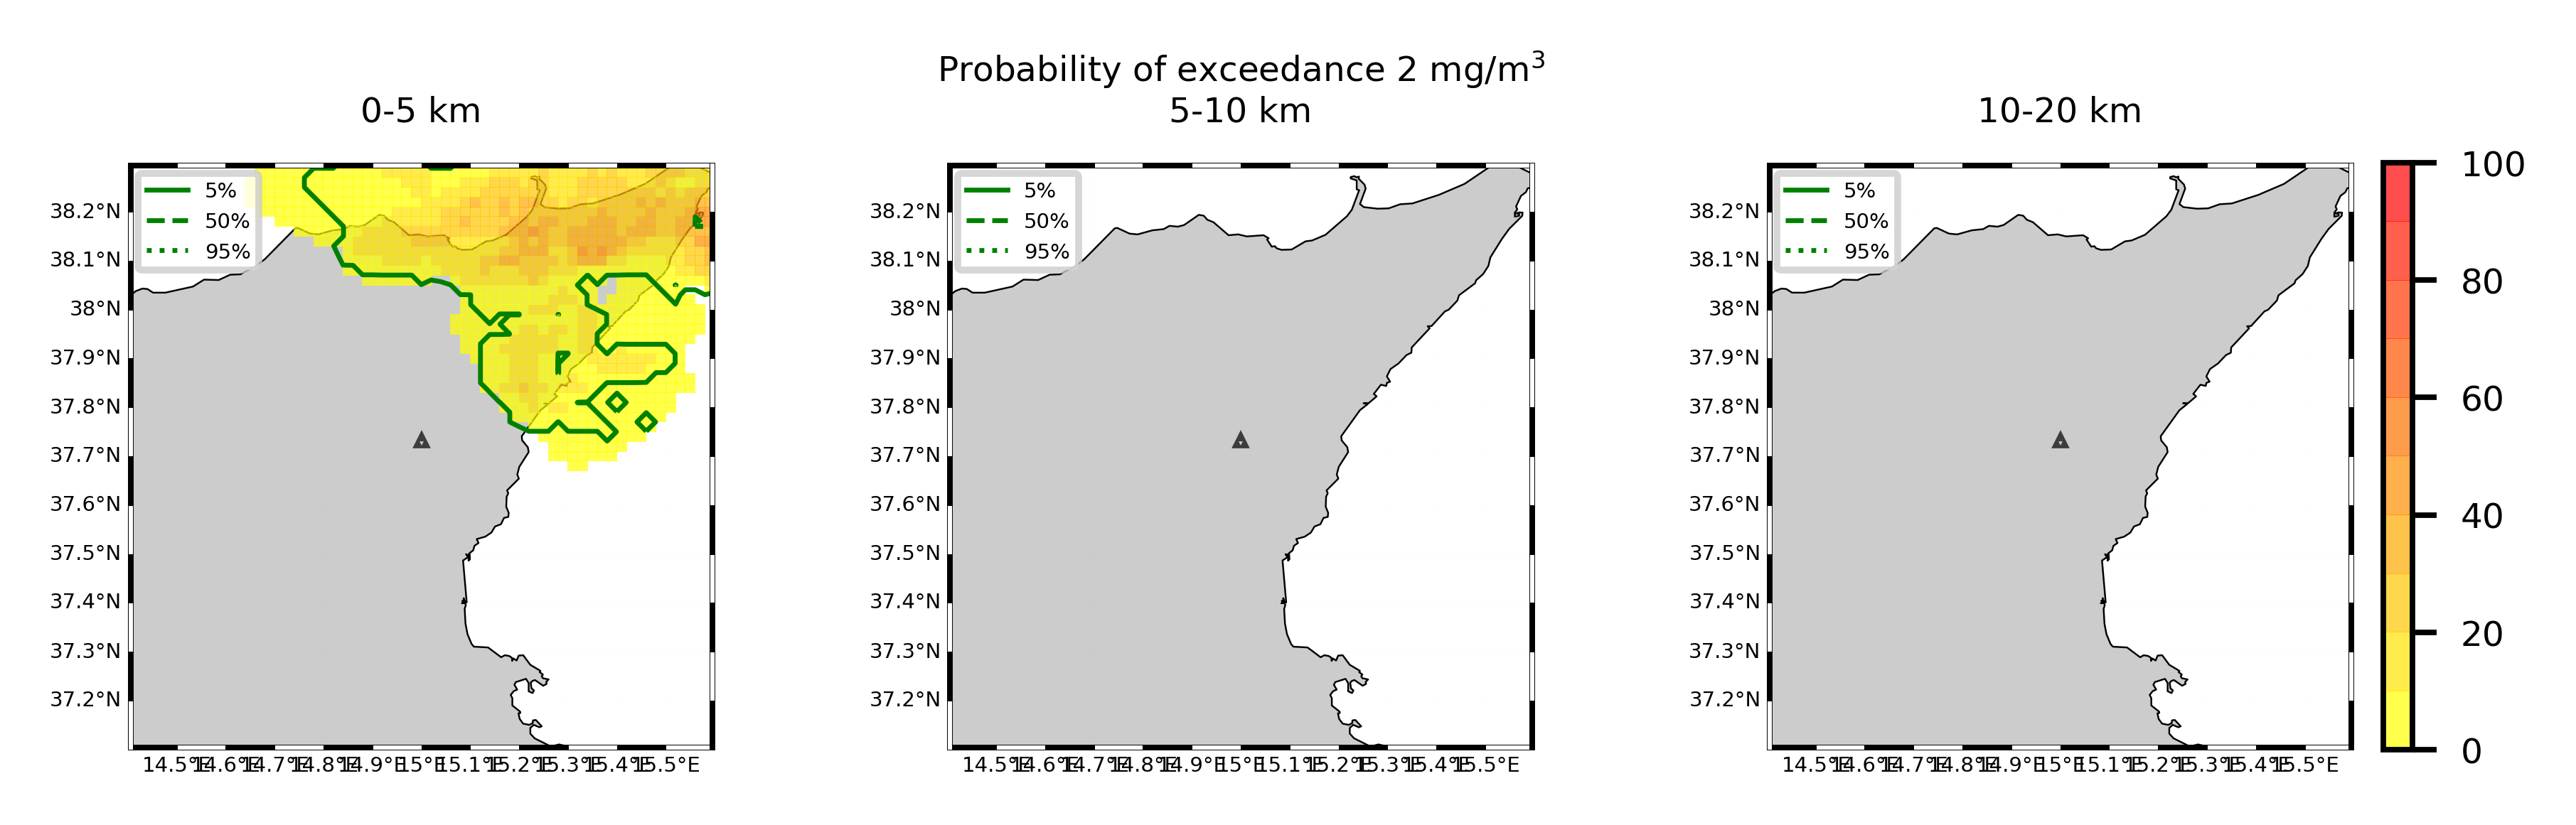 Probability of exceedance 2 mg/m³
0-5 km
5-10 km
10-20 km
5%
50%
95%
38.2°N
38.1°N
38°N
37.9°N
37.8°N
37.7°N
37.6°N
37.5°N
37.4°N
37.3°N
37.2°N
14.5°E 14.6°E 14.7°E 14.8°E 14.9°E 15°E 15.1°E 15.2°E 15.3°E 15.4°E 15.5°E
5%
50%
95%
38.2°N
38.1°N
38°N
37.9°N
37.8°N
37.7°N
37.6°N
37.5°N
37.4°N
37.3°N
37.2°N
14.5°E 14.6°E 14.7°E 14.8°E 14.9°E 15°E 15.1°E 15.2°E 15.3°E 15.4°E 15.5°E
5%
50%
95%
38.2°N
38.1°N
38°N
37.9°N
37.8°N
37.7°N
37.6°N
37.5°N
37.4°N
37.3°N
37.2°N
14.5°E 14.6°E 14.7°E 14.8°E 14.9°E 15°E 15.1°E 15.2°E 15.3°E 15.4°E 15.5°E
100
80
60
40
20
0